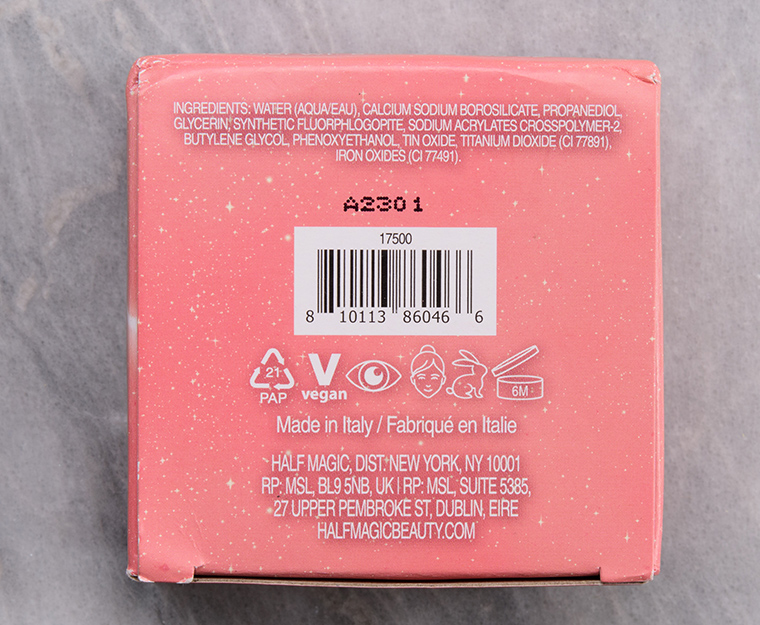 INGREDIENTS: WATER (AQUA/EAU), CALCIUM SODIUM BOROSILICATE, PROPANEDIOL,
GLYCERIN, SYNTHETIC FLUORPHLOGOPITE, SODIUM ACRYLATES CROSSPOLYMER-2,
BUTYLENE GLYCOL, PHENOXYETHANOL, TIN OXIDE, TITANIUM DIOXIDE (CI 77891),
IRON OXIDES (CI 77491).
A2301
17500
8 10113 86046 6
21
PAP
V
vegan
6M
Made in Italy / Fabriqué en Italie
HALF MAGIC, DIST. NEW YORK, NY 10001
RP: MSL, BL9 5NB, UK | RP: MSL, SUITE 5385,
27 UPPER PEMBROKE ST, DUBLIN, EIRE
HALFMAGICBEAUTY.COM